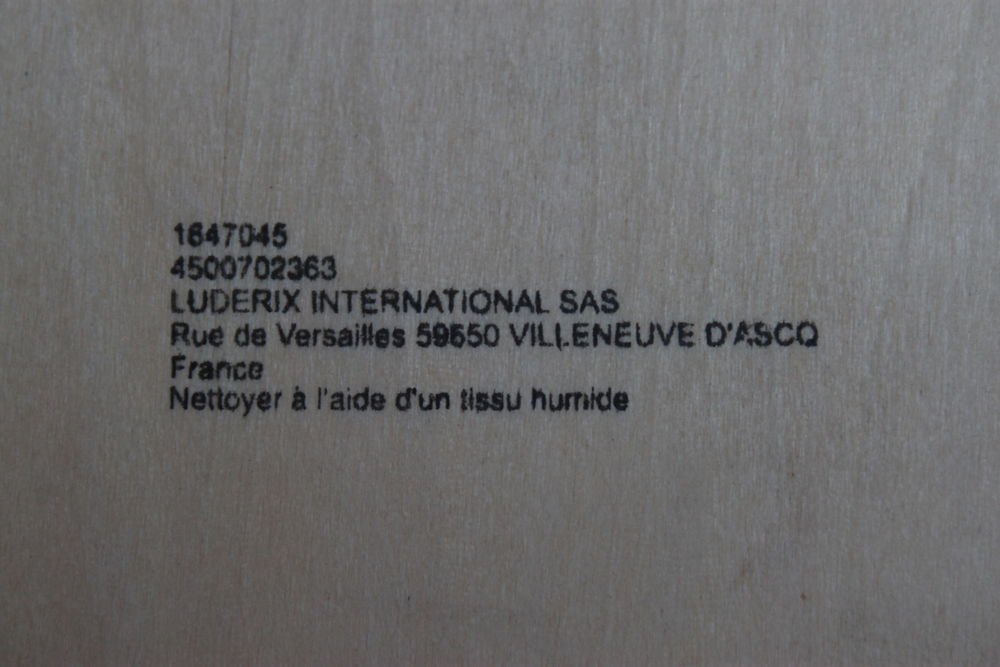 1647045
4500702363
LUDERIX INTERNATIONAL SAS
Rue de Versailles 59650 VILLENEUVE D'ASCQ
France
Nettoyer à l'aide d'un tissu humide